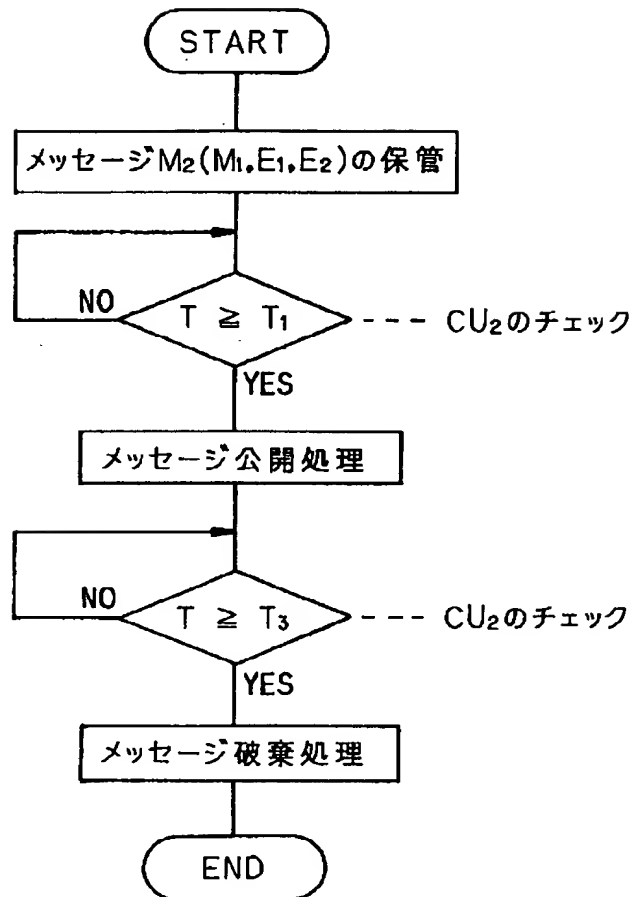 START
メッセージM₂(M₁,E₁,E₂)の保管
NO
T ≧ T₁
CU₂のチェック
YES
メッセージ公開処理
NO
T ≧ T₃
CU₂のチェック
YES
メッセージ破棄処理
END